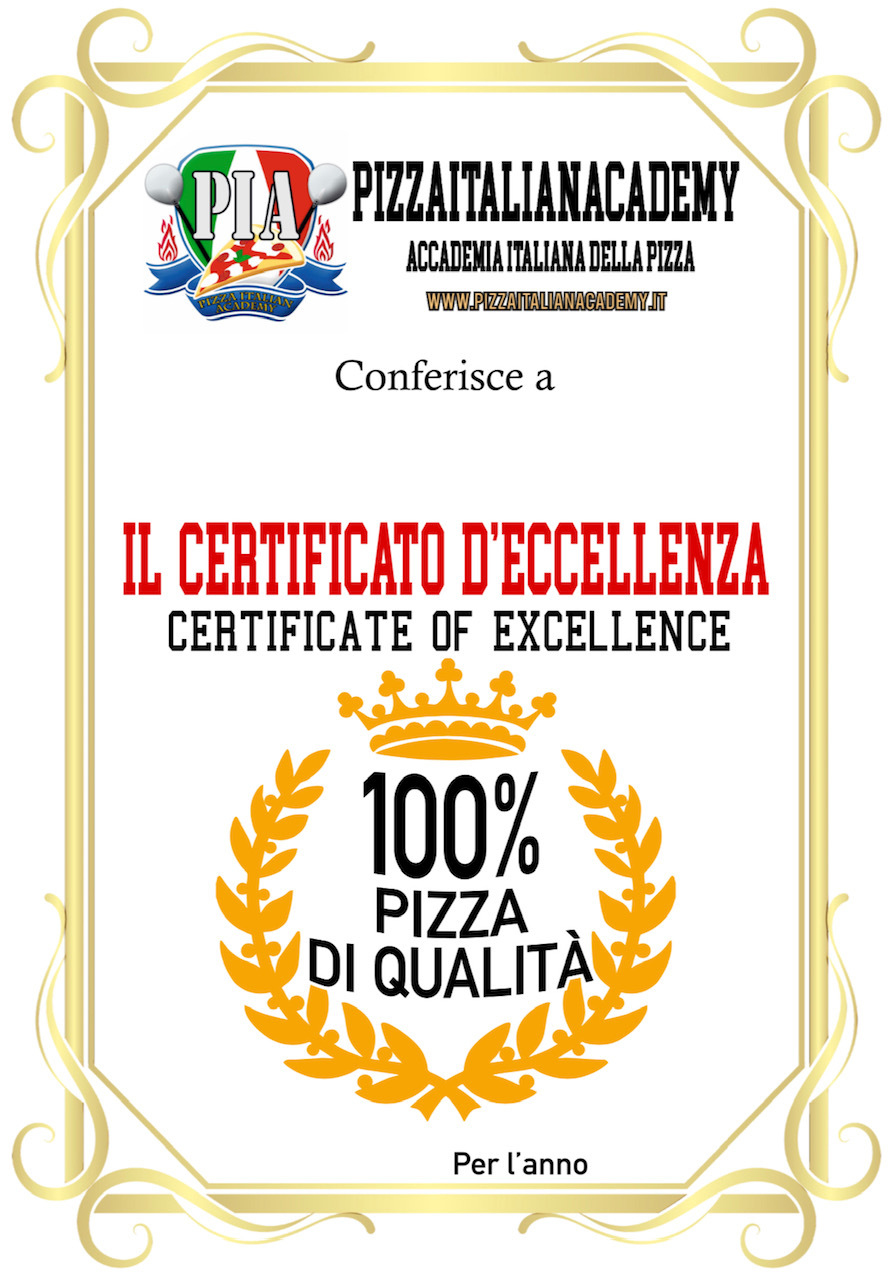 PIA
PIZZA ITALIAN
ACADEMY
PIZZAITALIANACADEMY
ACCADEMIA ITALIANA DELLA PIZZA
WWW.PIZZAITALIANACADEMY.IT
Conferisce a
IL CERTIFICATO D'ECCELLENZA
CERTIFICATE OF EXCELLENCE
100%
PIZZA
DI QUALITÀ
Per l'anno